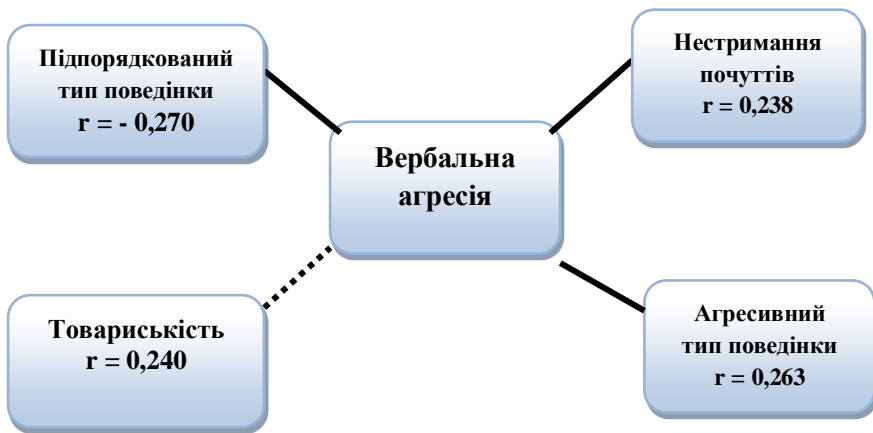 Підпорядкований
тип поведінки
r = - 0,270
Нестримання
почуттів
r = 0,238
Вербальна
агресія
Товариськість
r = 0,240
Агресивний
тип поведінки
r = 0,263